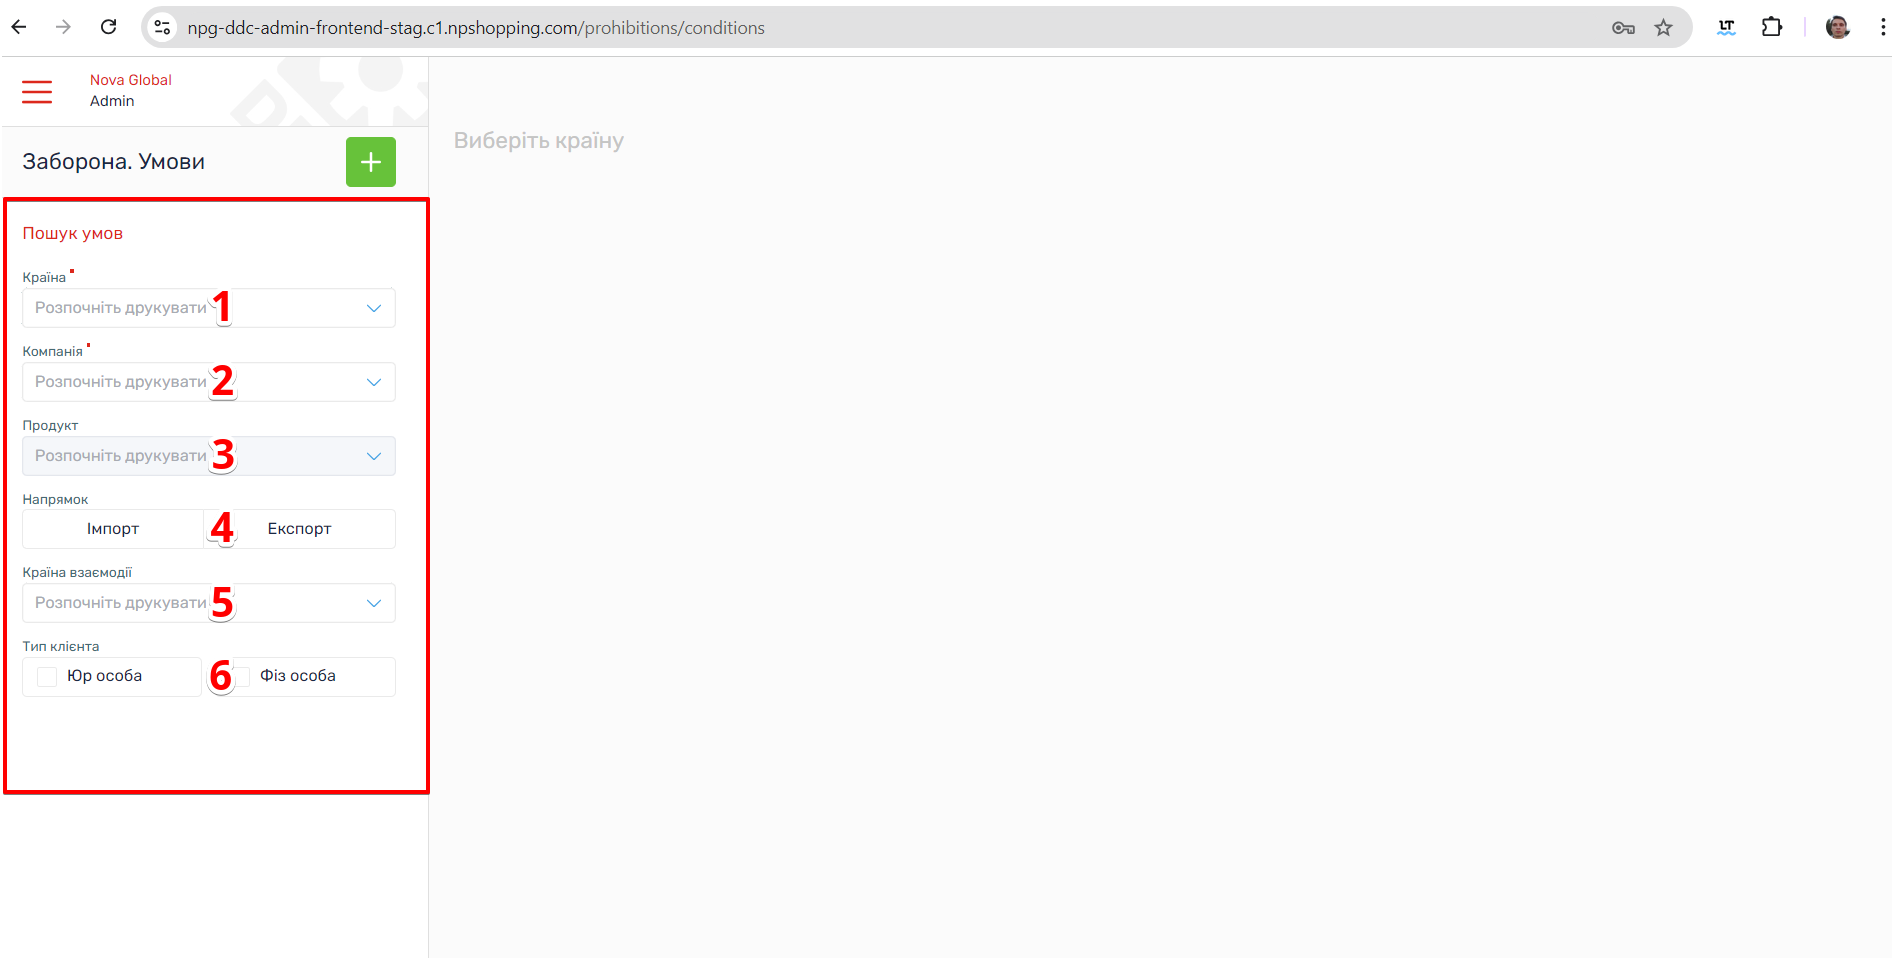 npg-ddc-admin-frontend-stag.c1.npshopping.com/prohibitions/conditions
LT
Nova Global
Admin
Заборона. Умови
Виберіть країну
Пошук умов
Країна
Розпочніть друкувати 1
Компанія
Розпочніть друкувати 2
Продукт
Розпочніть друкувати 3
Напрямок
Імпорт 4 Експорт
Країна взаємодії
Розпочніть друкувати 5
Тип клієнта
Юр особа 6 Фіз особа